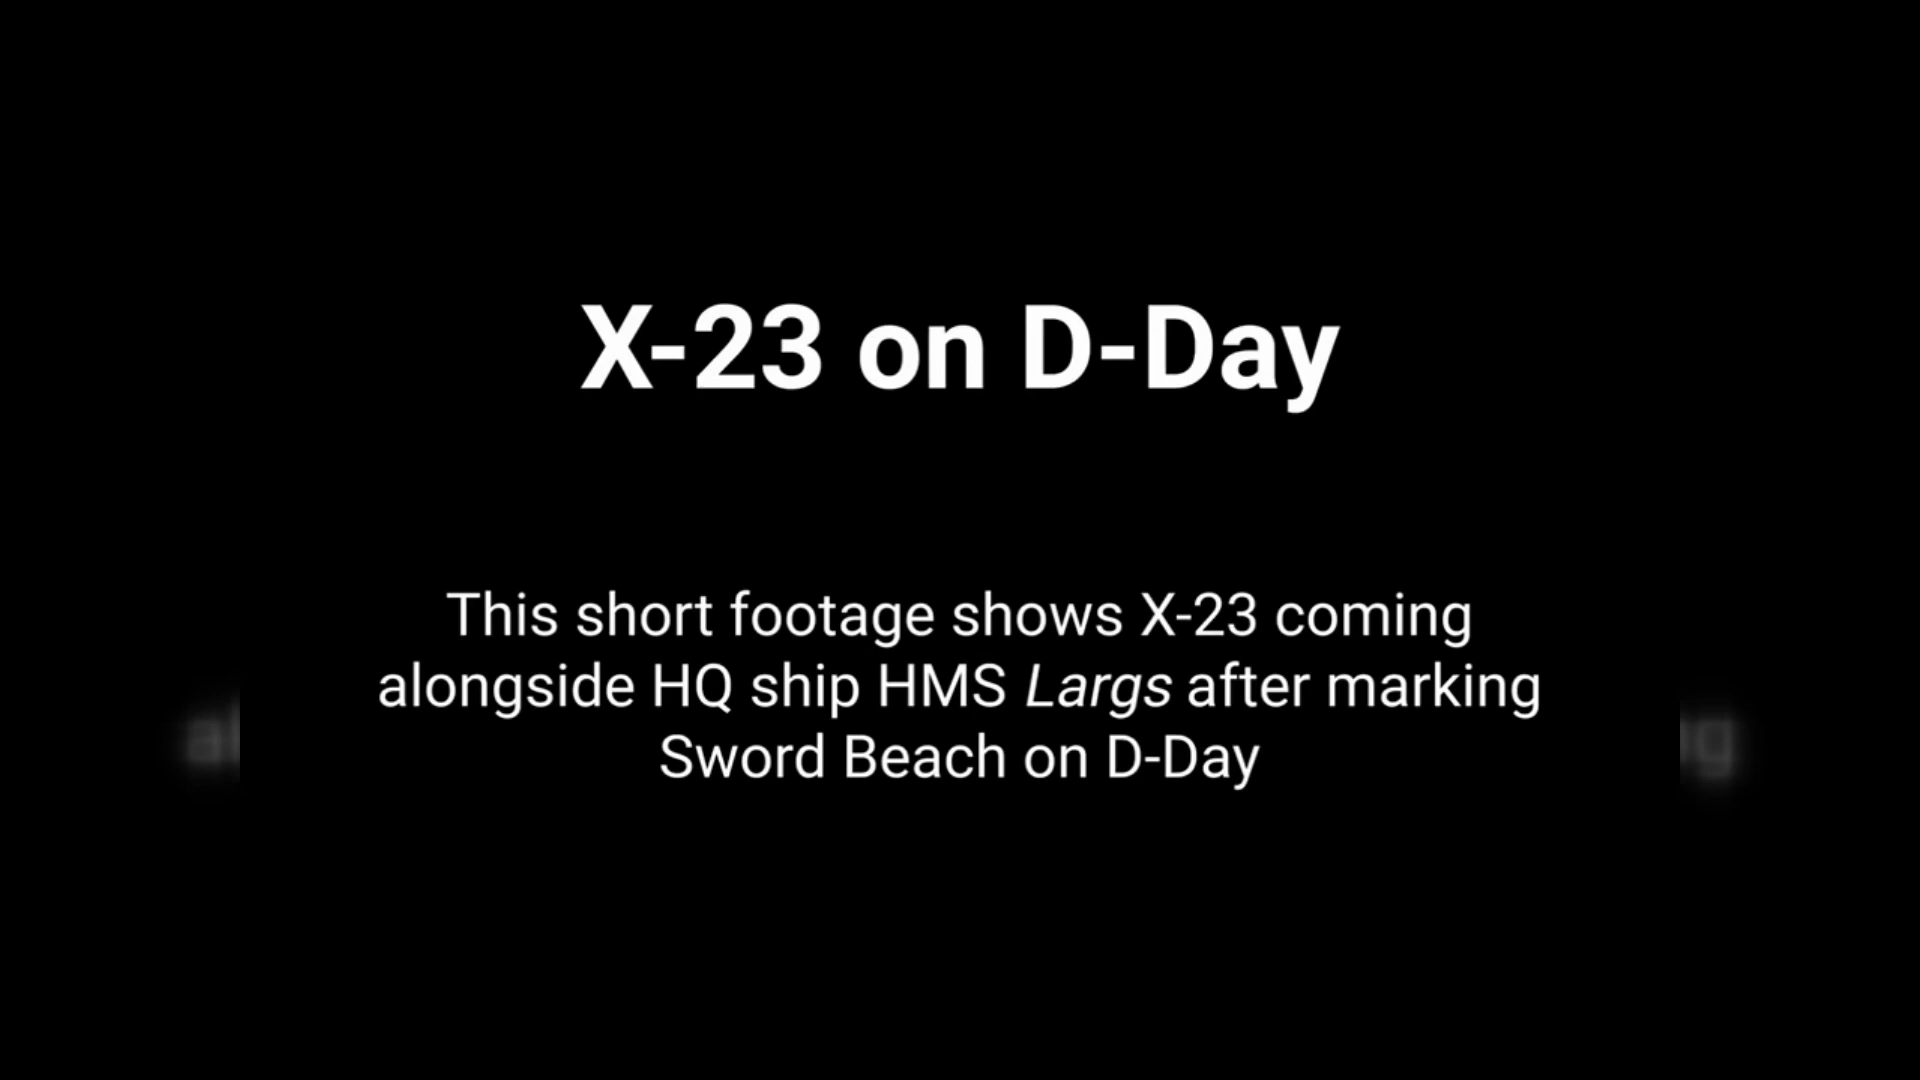 X-23 on D-Day
This short footage shows X-23 coming
alongside HQ ship HMS Largs after marking
Sword Beach on D-Day